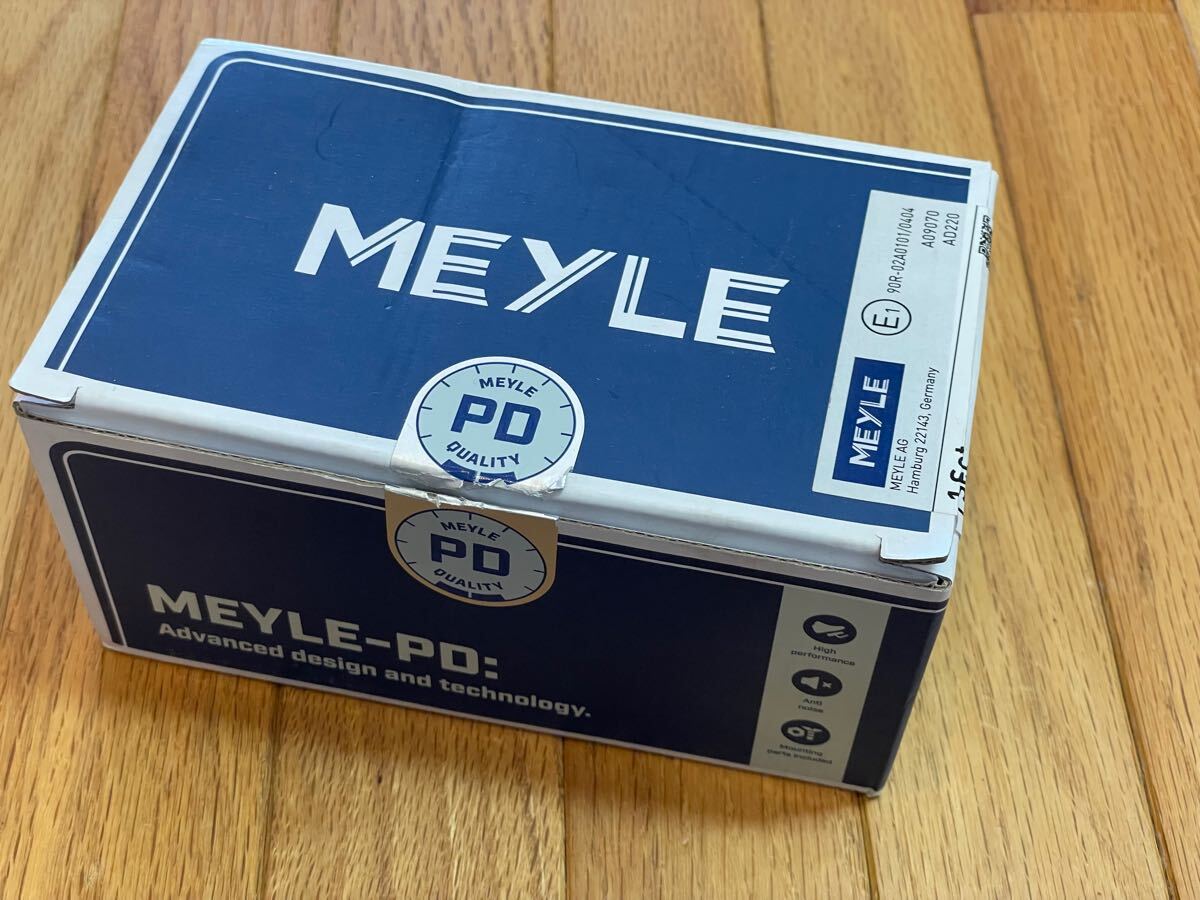 MEYLE
90R-02A0101/0404
A09070
AD220
E1
MEYLE
MEYLE AG
Hamburg 22143, Germany
MEYLE
PD
QUALITY
MEYLE
PD
QUALITY
MEYLE-PD:
Advanced design and technology.
High
performance
Anti
noise
Mounting
parts included